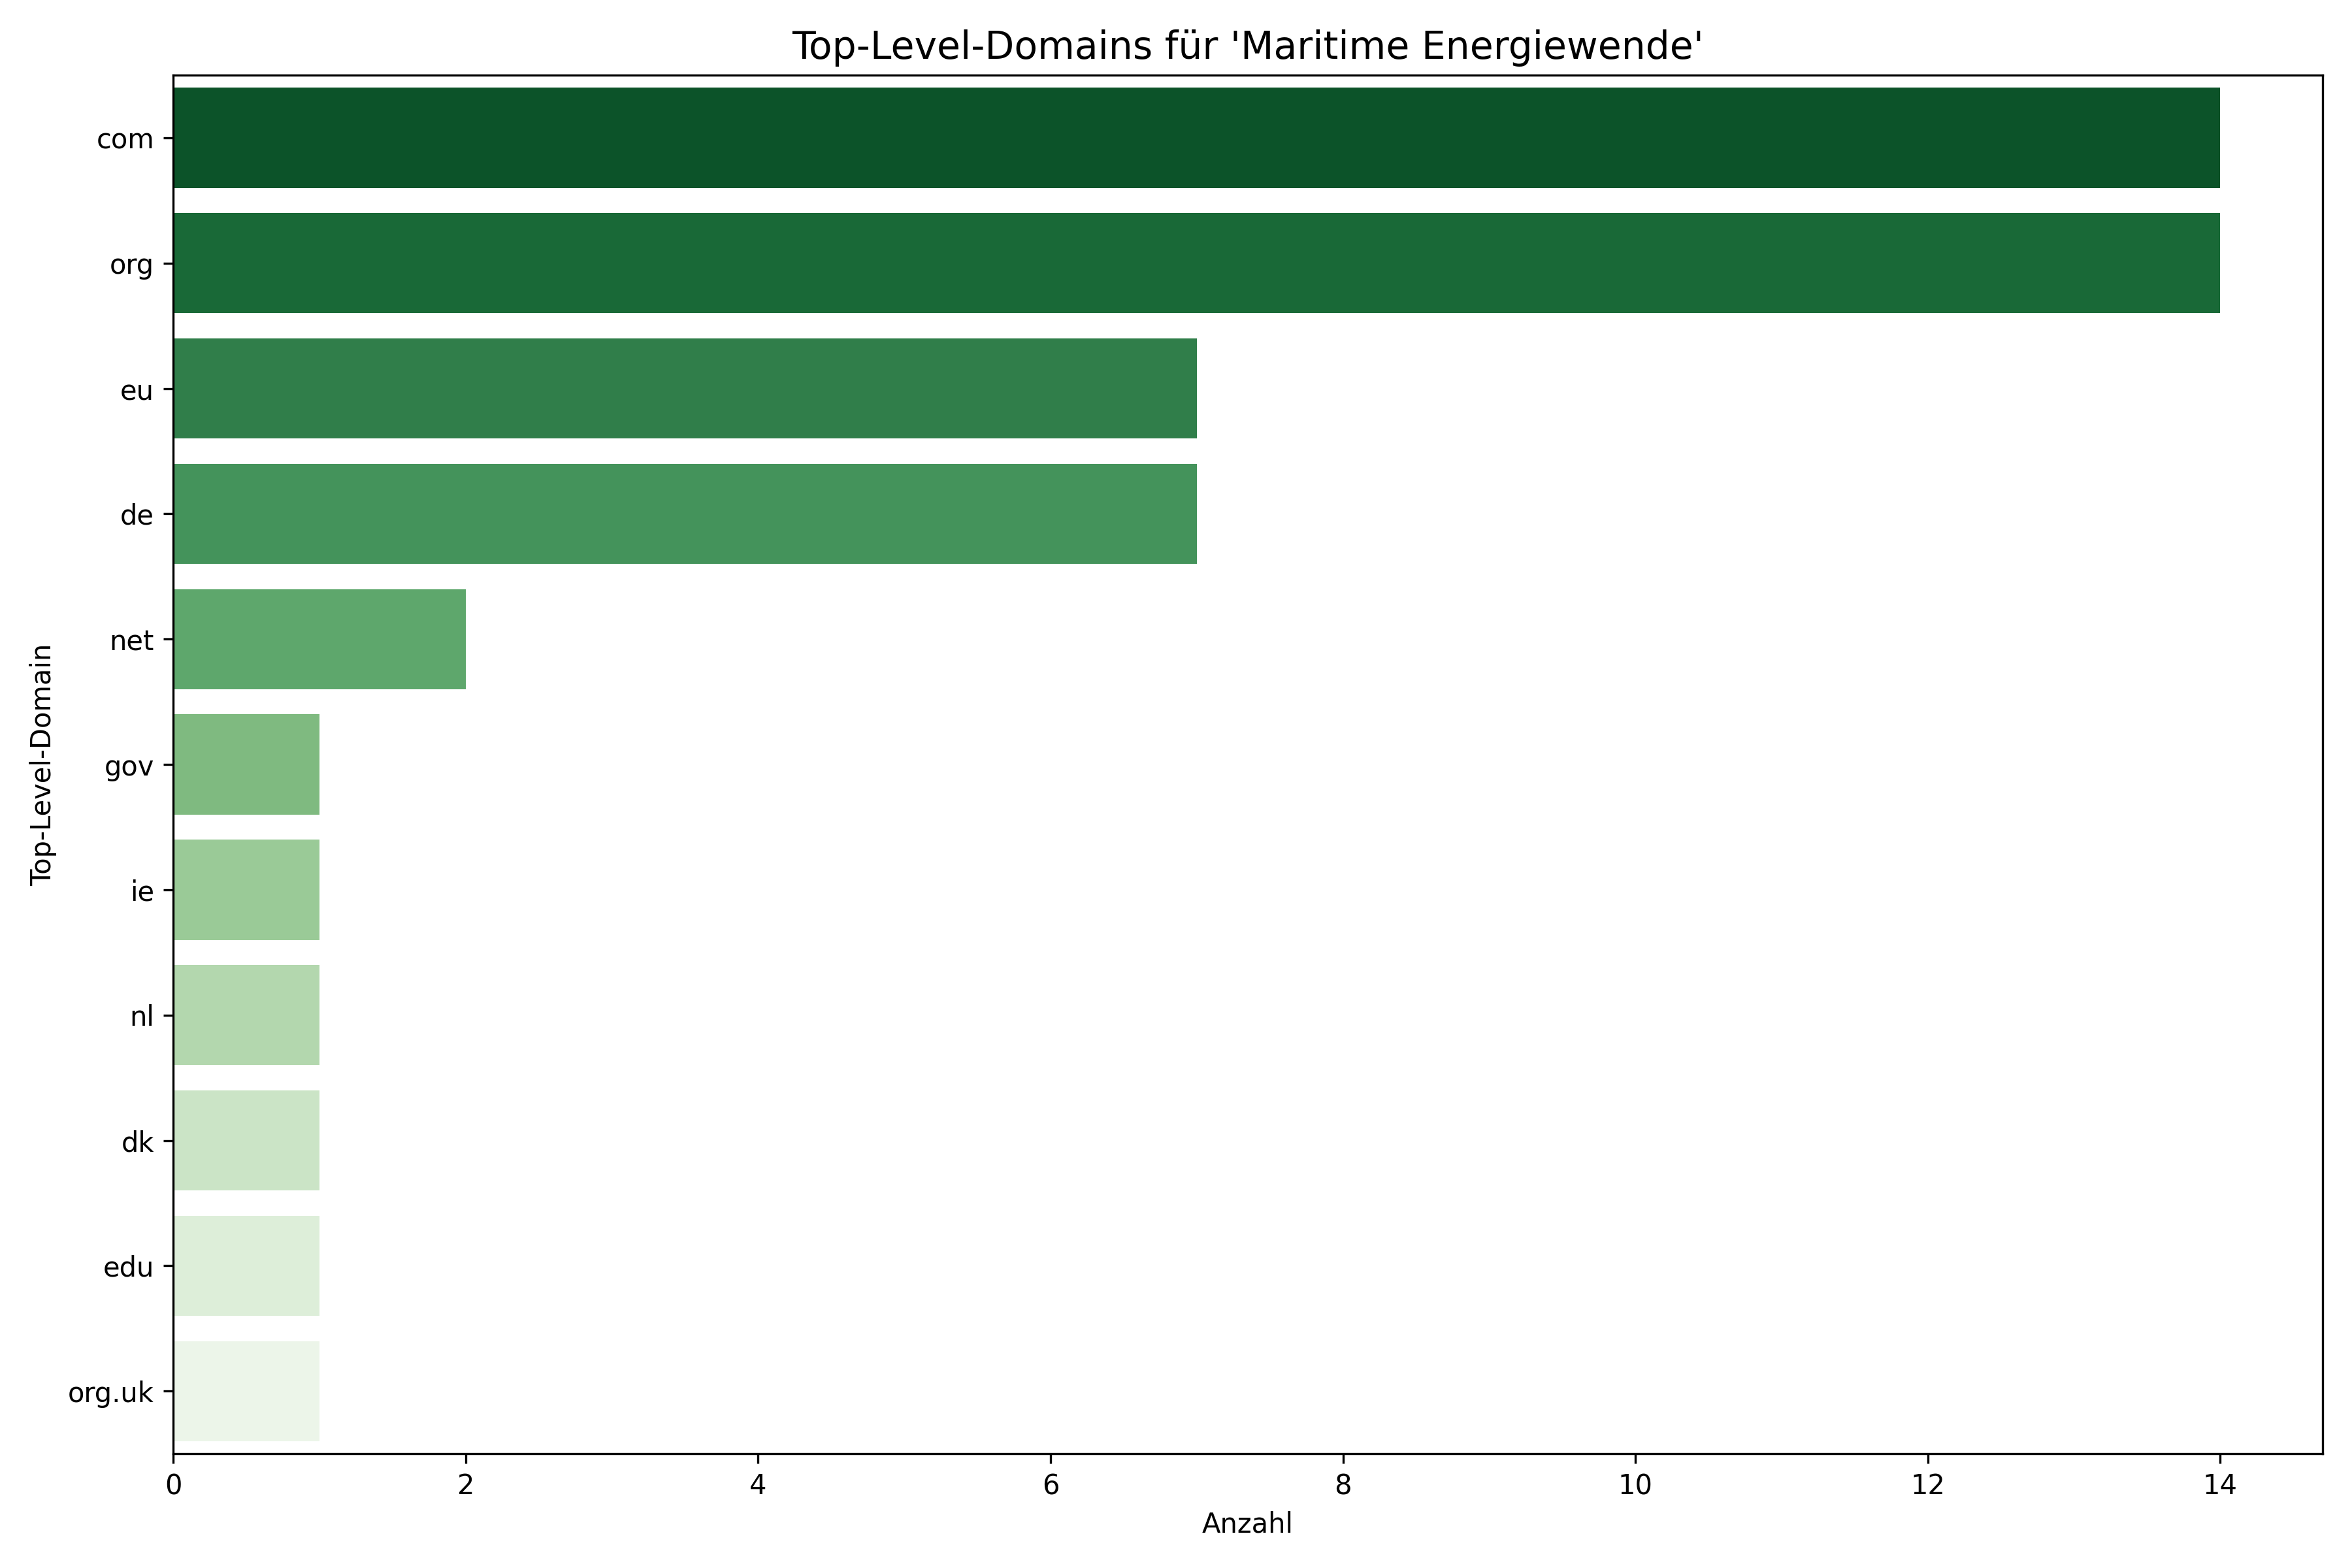 Top-Level-Domains für 'Maritime Energiewende'
com
org
eu
de
net
gov
ie
nl
dk
edu
org.uk
Top-Level-Domain
0 2 4 6 8 10 12 14
Anzahl